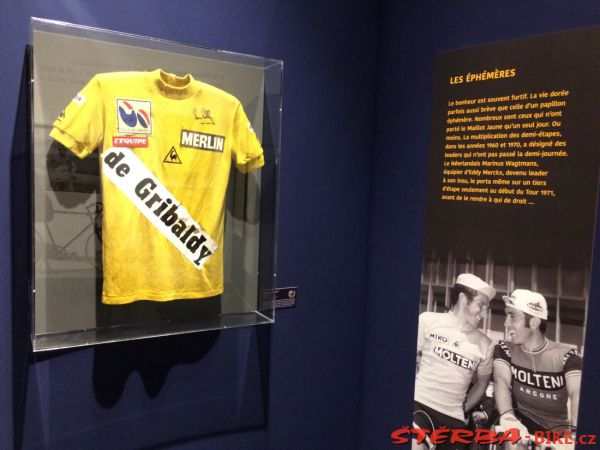 L'EQUIPE
MERLIN
de Gribaldy
LES ÉPHÉMÈRES
Le bonheur est souvent furtif. La vie dorée
parfois aussi brève que celle d'un papillon
éphémère. Nombreux sont ceux qui n'ont
porté le Maillot Jaune qu'un seul jour. Ou
moins. La multiplication des demi-étapes,
dans les années 1960 et 1970, a désigné des
leaders qui n'ont pas passé la demi-journée.
Le Néerlandais Marinus Wagtmans,
équipier d'Eddy Merckx, devenu leader
à son insu, le porta même sur un tiers
d'étape seulement au début du Tour 1971,
avant de le rendre à qui de droit ...
MIKO
MOLTENI
MOLTENI
ARCORE
ŠTĚRBA-BIKE.cz